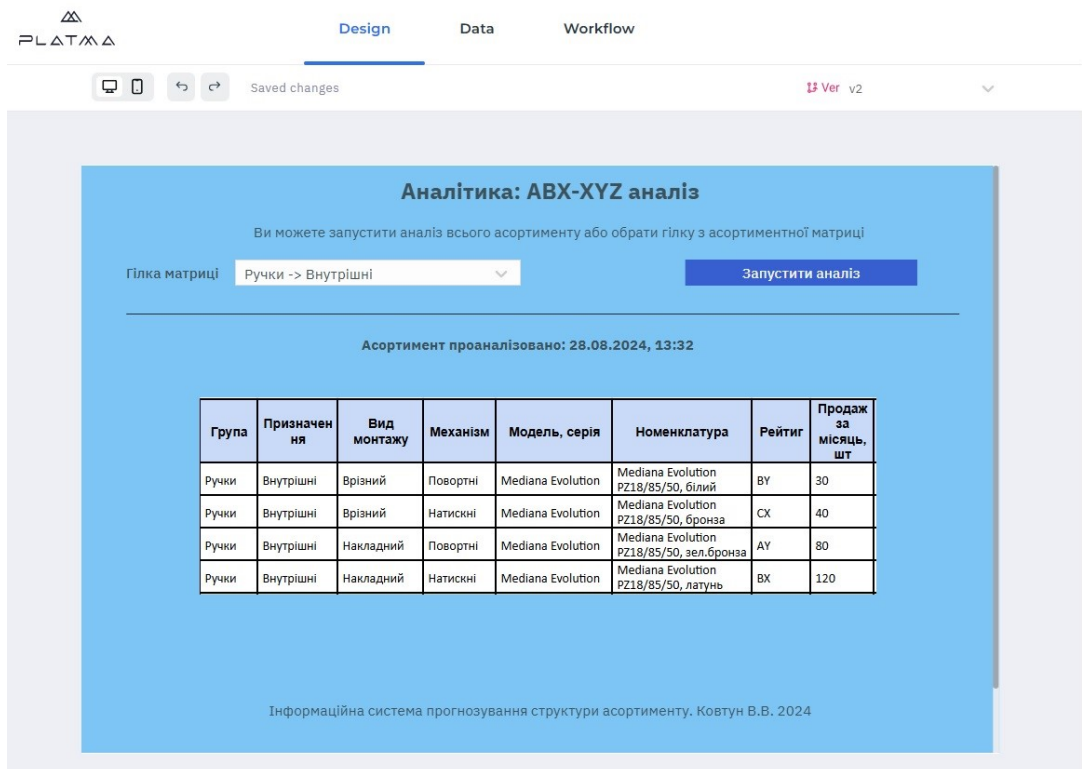 PLATMA
Design Data Workflow
Saved changes Ver v2
Аналітика: ABX-XYZ аналіз
Ви можете запустити аналіз всього асортименту або обрати гілку з асортиментної матриці
Гілка матриці Ручки -> Внутрішні Запустити аналіз
Асортимент проаналізовано: 28.08.2024, 13:32
Група Призначен
ня Вид
монтажу Механізм Модель, серія Номенклатура Рейтиг Продаж
за
місяць,
шт
Ручки Внутрішні Врізний Повортні Mediana Evolution Mediana Evolution
PZ18/85/50, білий BY 30
Ручки Внутрішні Врізний Натискні Mediana Evolution Mediana Evolution
PZ18/85/50, бронза CX 40
Ручки Внутрішні Накладний Повортні Mediana Evolution Mediana Evolution
PZ18/85/50, зел.бронза AY 80
Ручки Внутрішні Накладний Натискні Mediana Evolution Mediana Evolution
PZ18/85/50, латунь BX 120
Інформаційна система прогнозування структури асортименту. Ковтун В.В. 2024